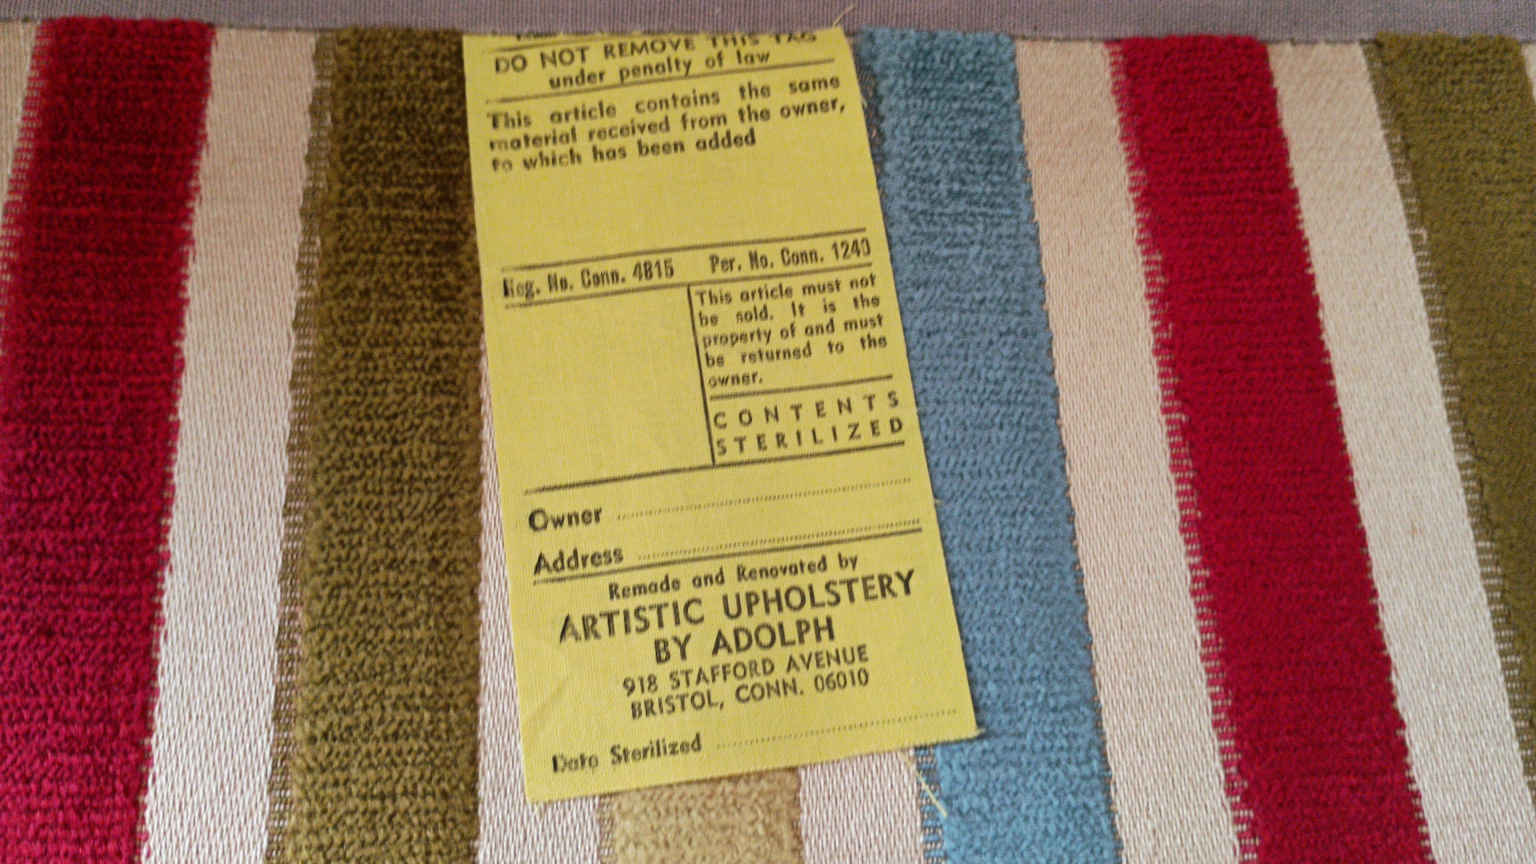 DO NOT REMOVE THIS TAG
under penalty of law
This article contains the same
material received from the owner,
to which has been added
Reg. No. Conn. 4815 Per. No. Conn. 1243
This article must not
be sold. It is the
property of and must
be returned to the
owner.
CONTENTS
STERILIZED
Owner
Address
Remade and Renovated by
ARTISTIC UPHOLSTERY
BY ADOLPH
918 STAFFORD AVENUE
BRISTOL, CONN. 06010
Date Sterilized